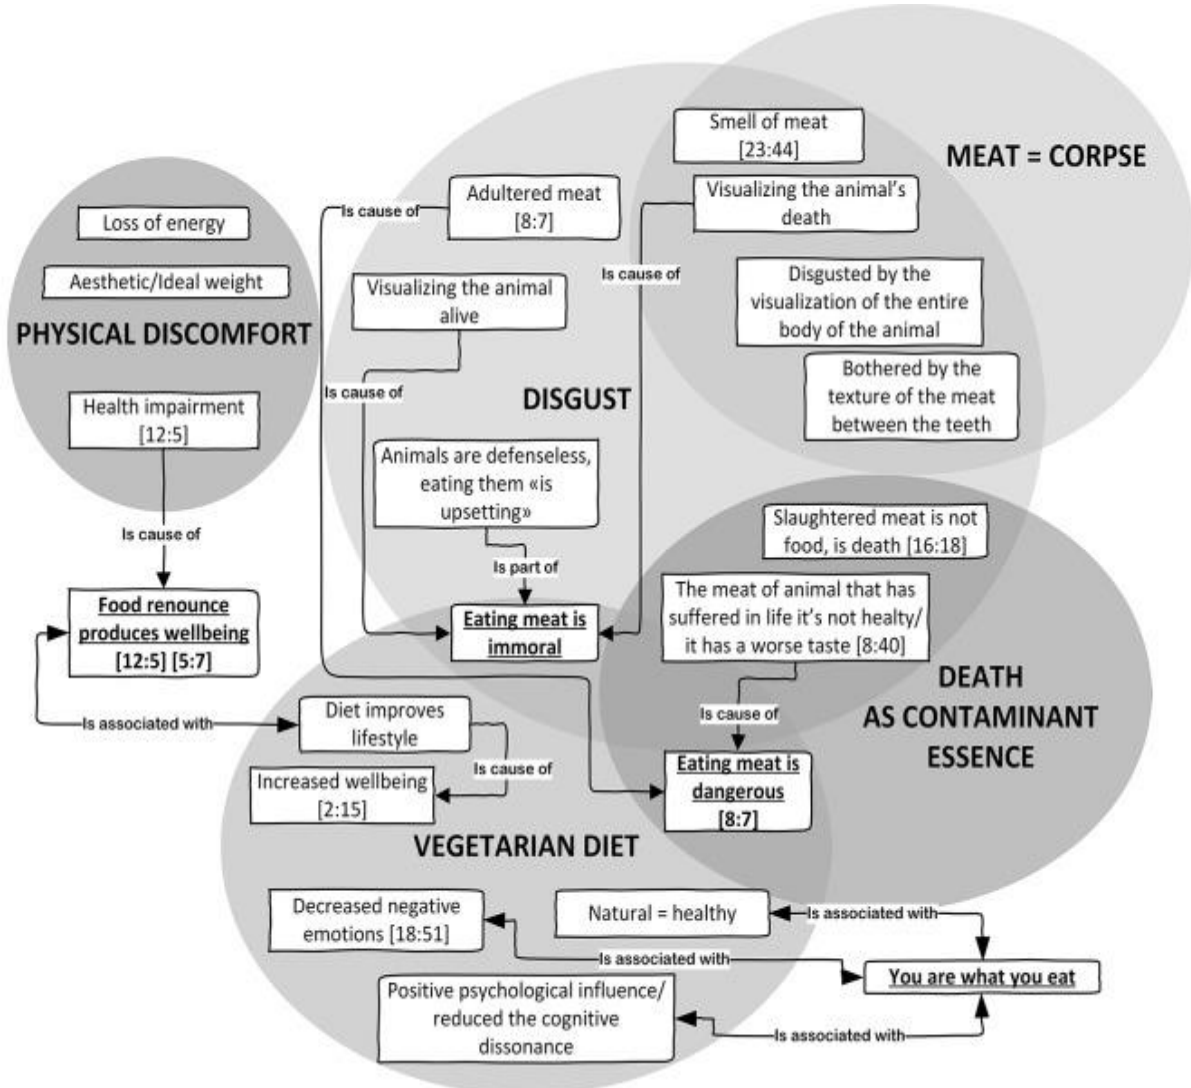 Smell of meat
[23:44]
MEAT = CORPSE
Adultered meat
[8:7]
Is cause of
Visualizing the animal's
death
Loss of energy
Aesthetic/Ideal weight
Is cause of
Visualizing the animal
alive
Disgusted by the
visualization of the entire
body of the animal
PHYSICAL DISCOMFORT
Is cause of
DISGUST
Bothered by the
texture of the meat
between the teeth
Health impairment
[12:5]
Animals are defenseless,
eating them «is
upsetting»
Slaughtered meat is not
food, is death [16:18]
Is cause of
Is part of
The meat of animal that has
suffered in life it's not healty/
it has a worse taste [8:40]
Food renounce
produces wellbeing
[12:5] [5:7]
Eating meat is
immoral
DEATH
AS CONTAMINANT
ESSENCE
Is associated with
Diet improves
lifestyle
Is cause of
Is cause of
Increased wellbeing
[2:15]
Eating meat is
dangerous
[8:7]
VEGETARIAN DIET
Decreased negative
emotions [18:51]
Natural = healthy
Is associated with
Is associated with
You are what you eat
Positive psychological influence/
reduced the cognitive
dissonance
Is associated with